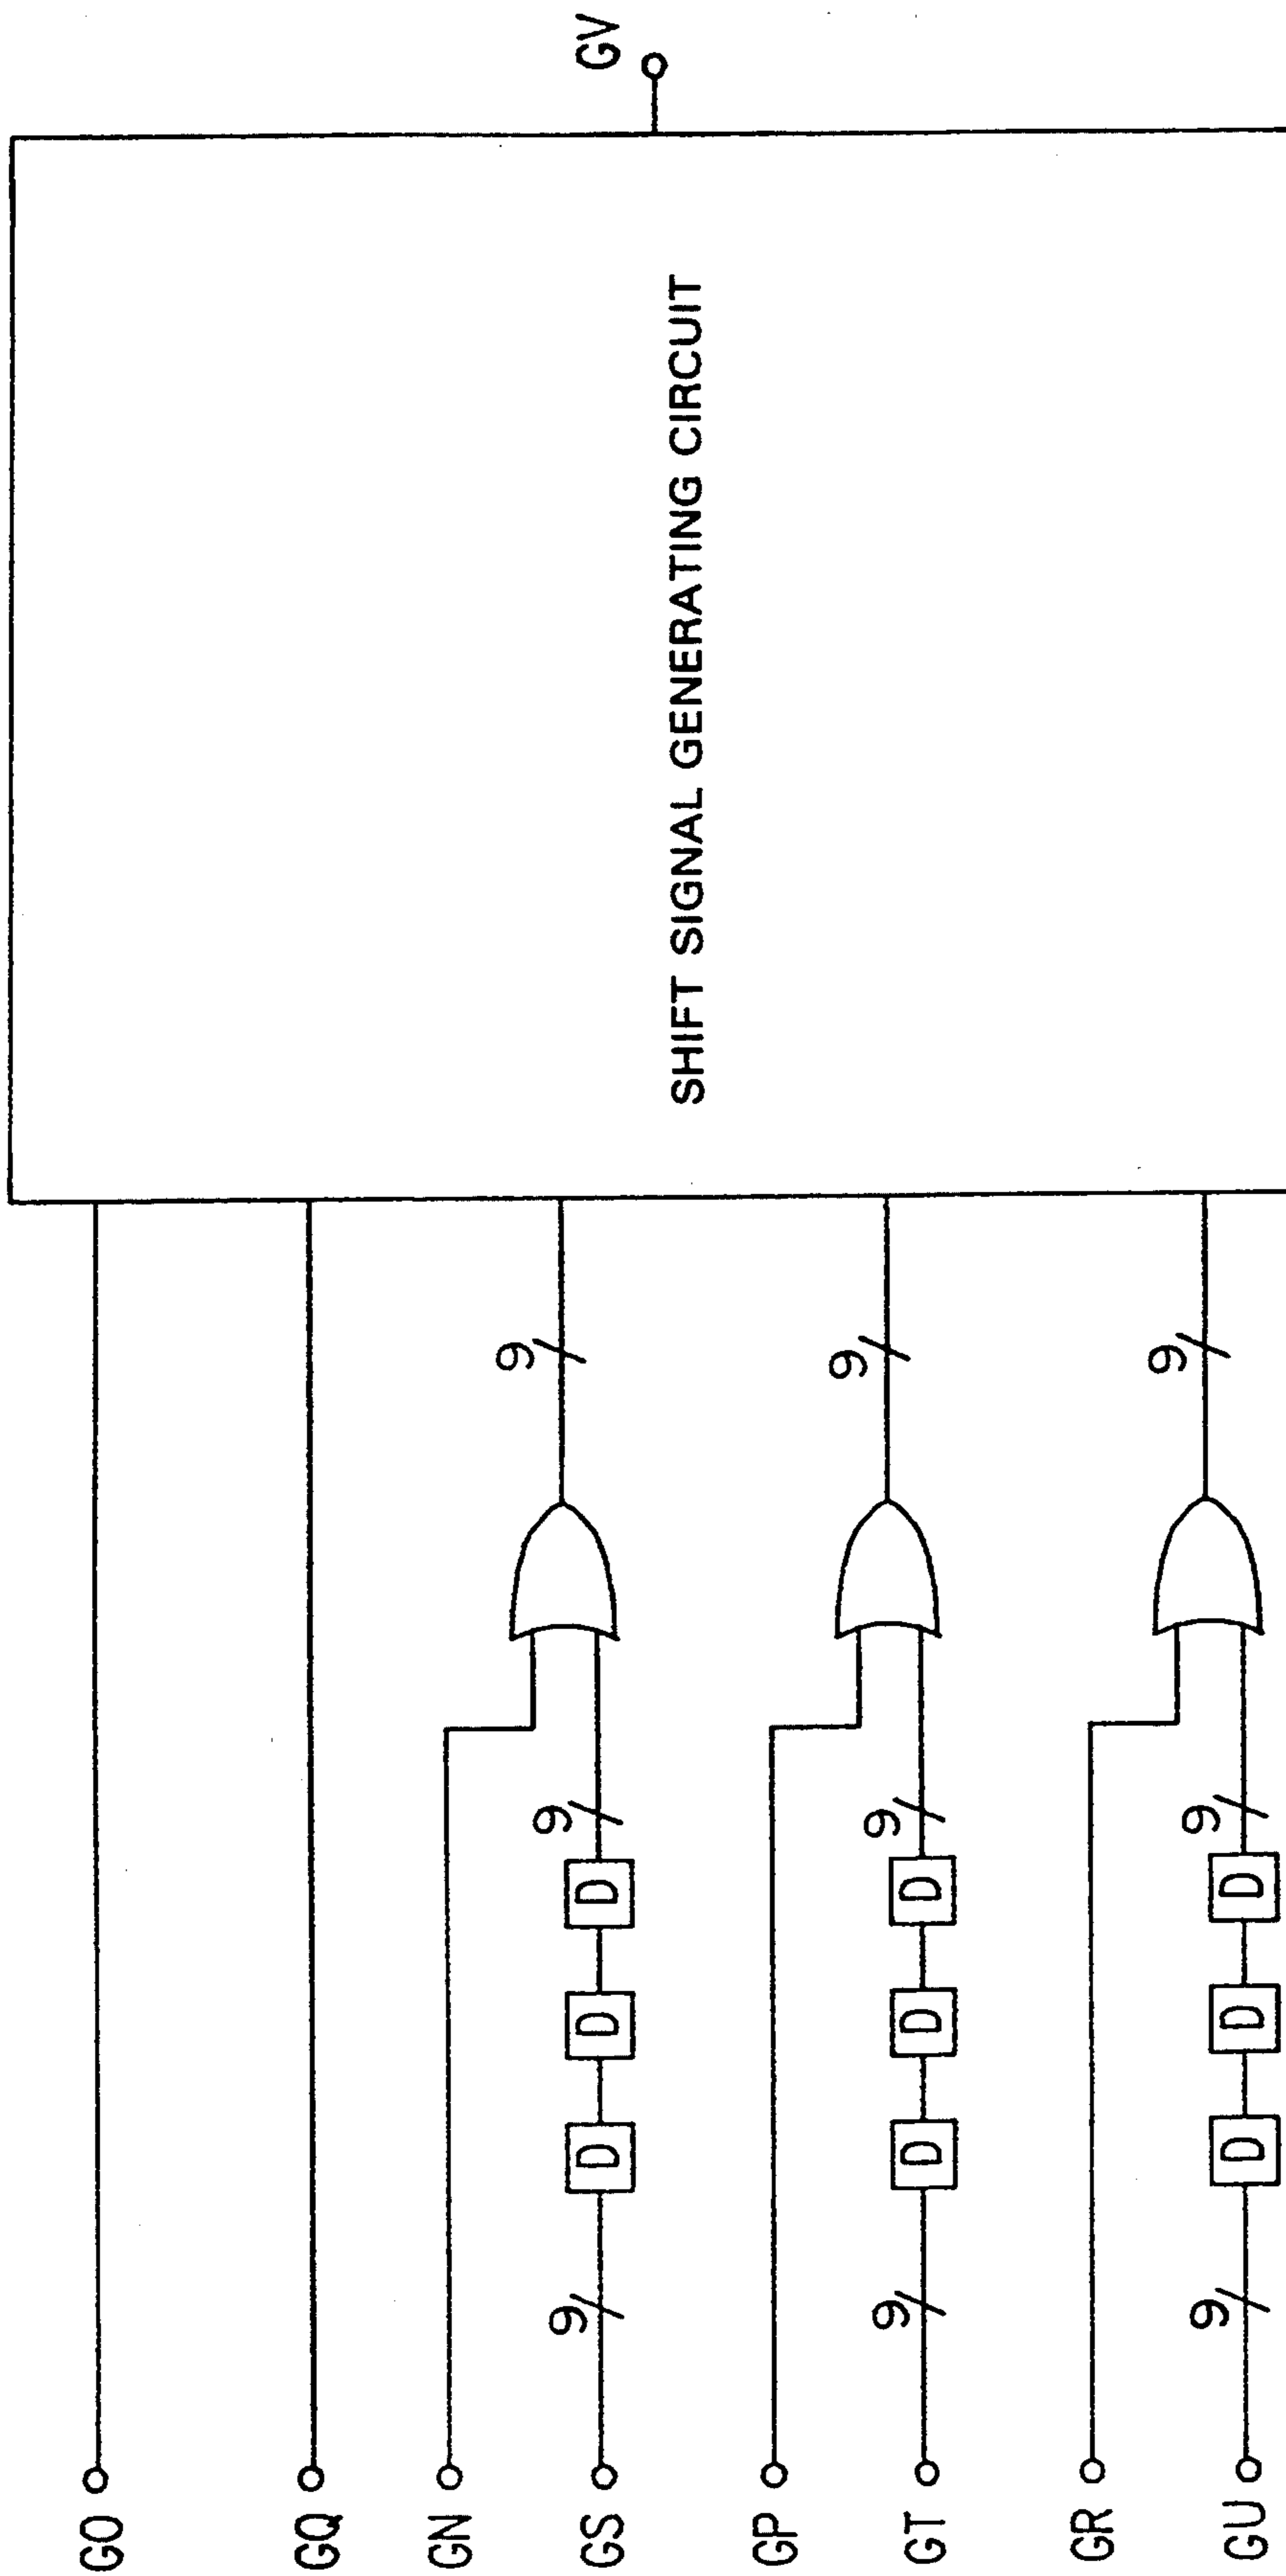 GO
GQ
GN
9
GS 9 D D D 9
GV
SHIFT SIGNAL GENERATING CIRCUIT
GP
9
GT 9 D D D 9
GR
9
GU 9 D D D 9